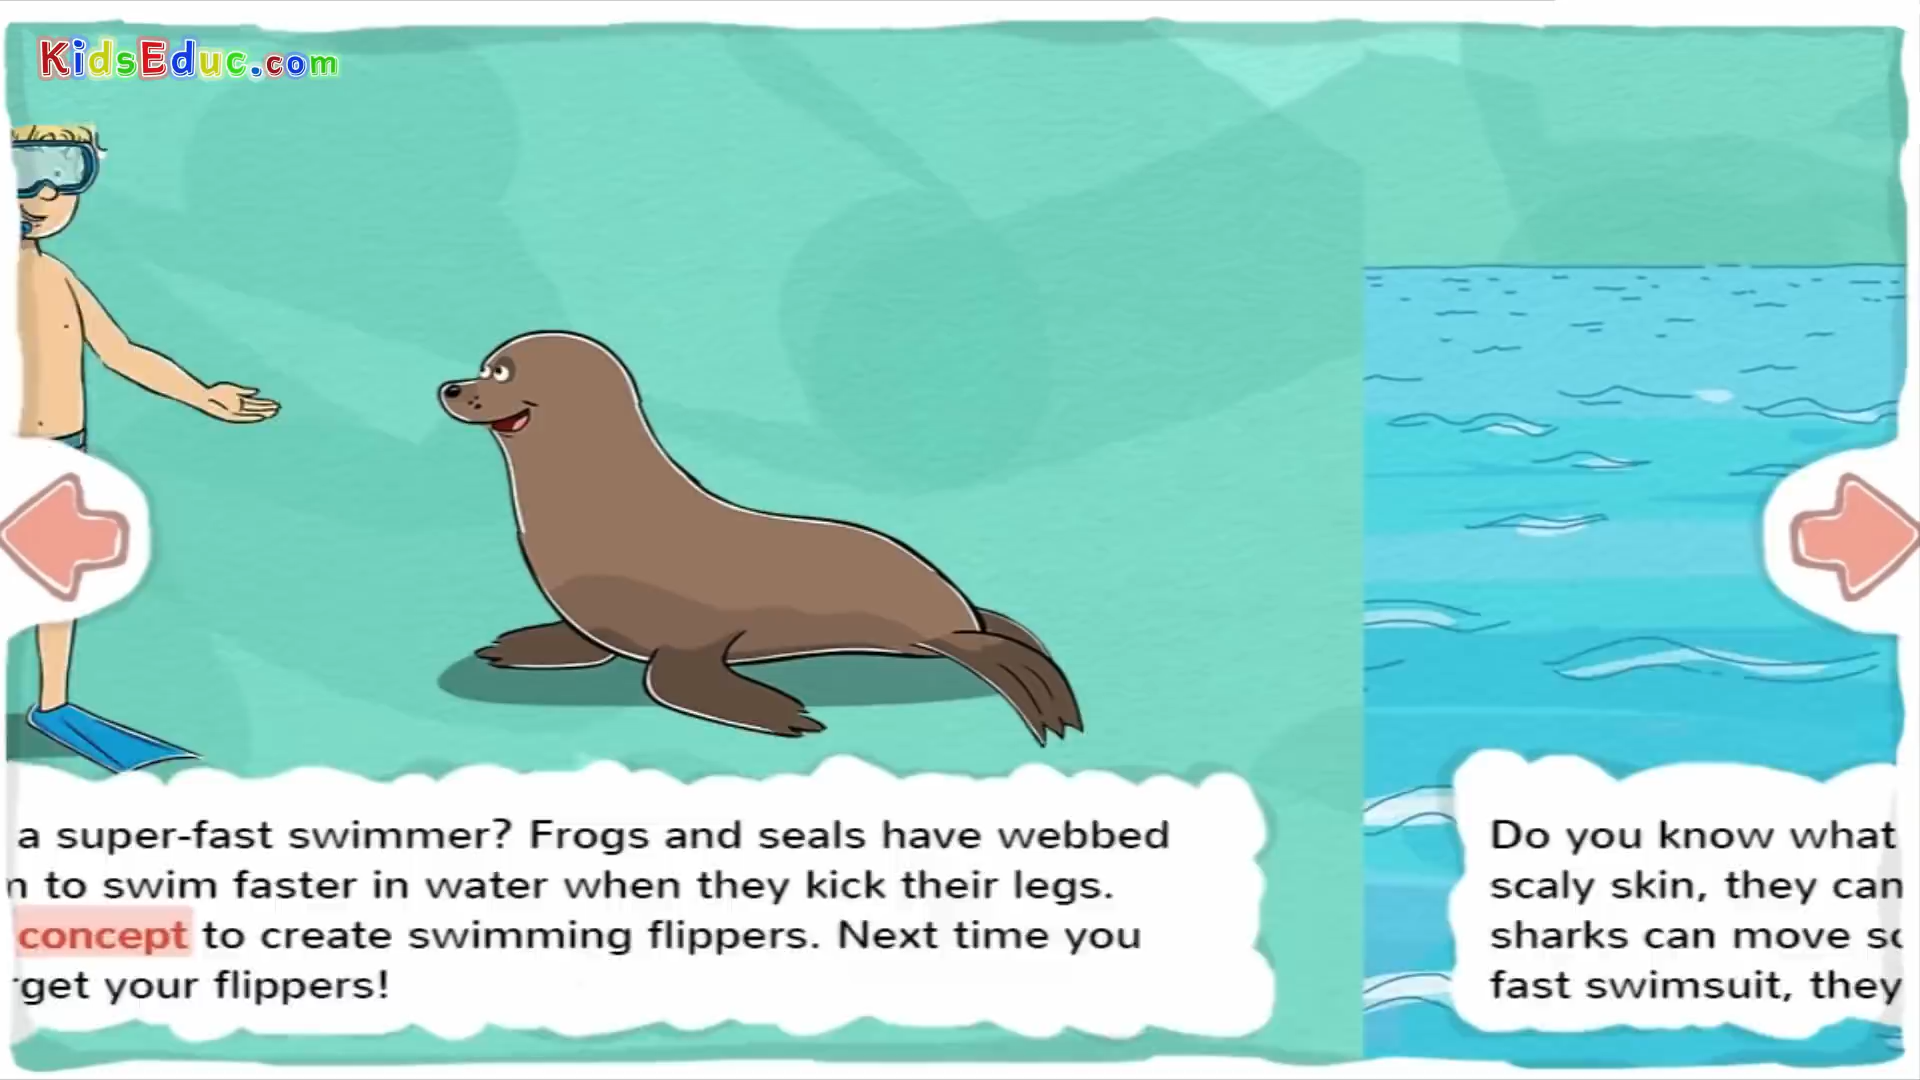 KidsEduc.com
a super-fast swimmer? Frogs and seals have webbed
to swim faster in water when they kick their legs.
concept to create swimming flippers. Next time you
get your flippers!
Do you know what
scaly skin, they can
sharks can move
fast swimsuit, they